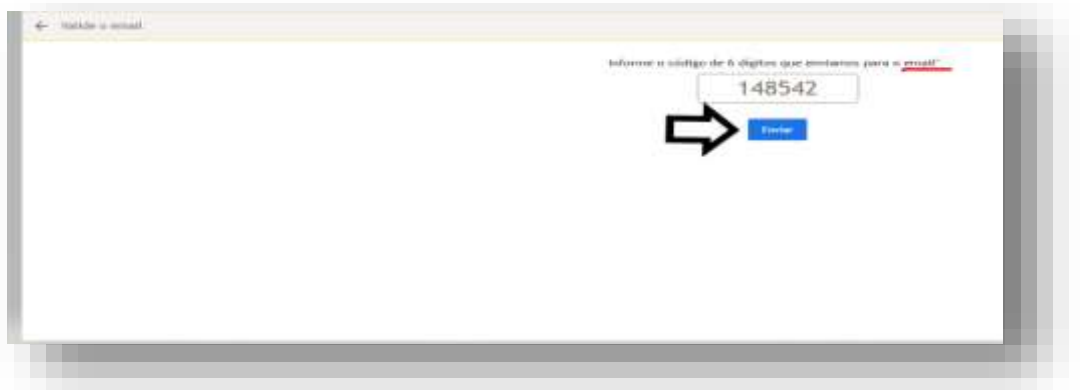 Valide o email
Informe o código de 6 dígitos que enviamos para o email"
148542
Enviar